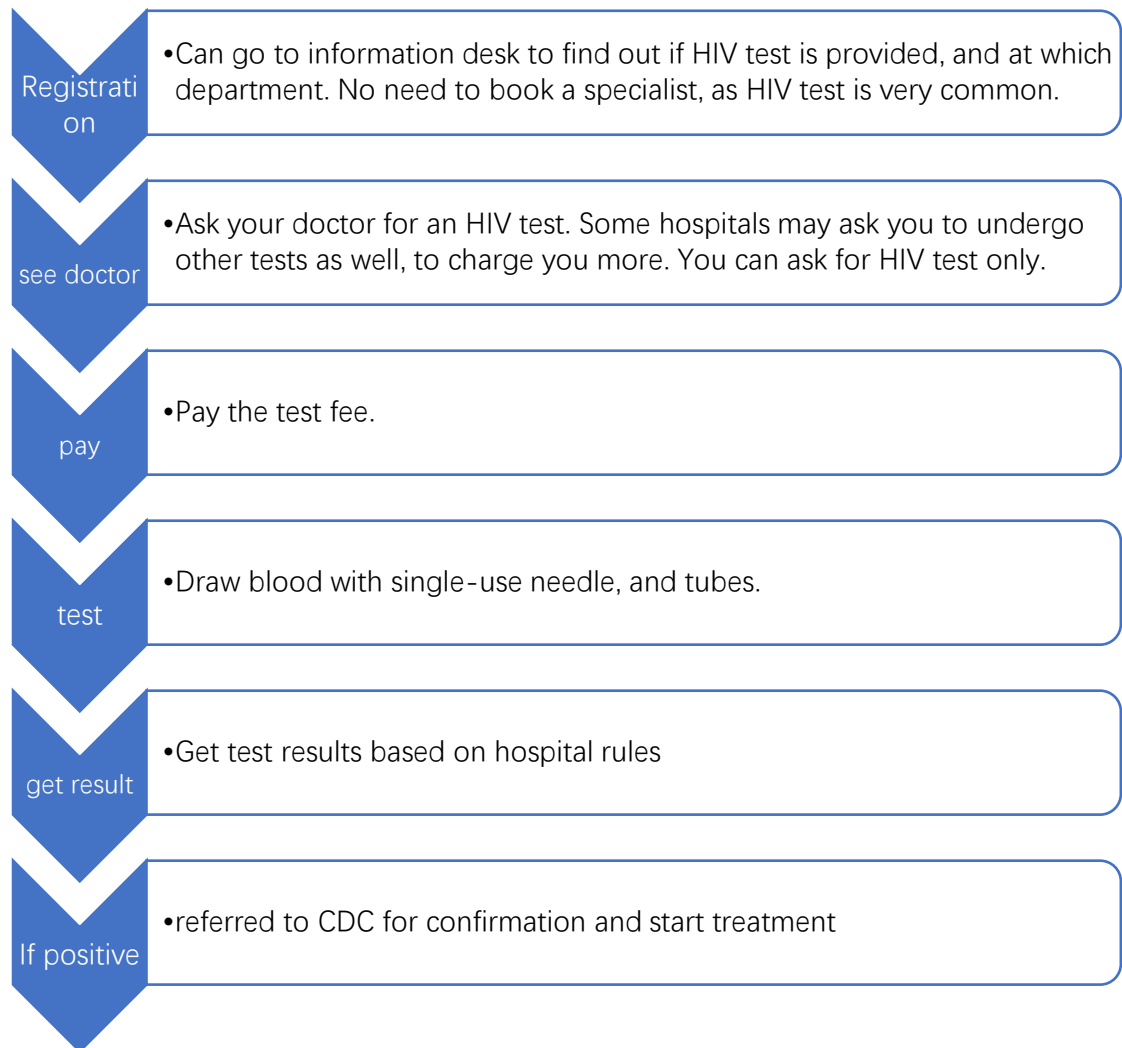 Registrati
on
•Can go to information desk to find out if HIV test is provided, and at which
department. No need to book a specialist, as HIV test is very common.
see doctor
•Ask your doctor for an HIV test. Some hospitals may ask you to undergo
other tests as well, to charge you more. You can ask for HIV test only.
pay
•Pay the test fee.
test
•Draw blood with single-use needle, and tubes.
get result
•Get test results based on hospital rules
If positive
•referred to CDC for confirmation and start treatment